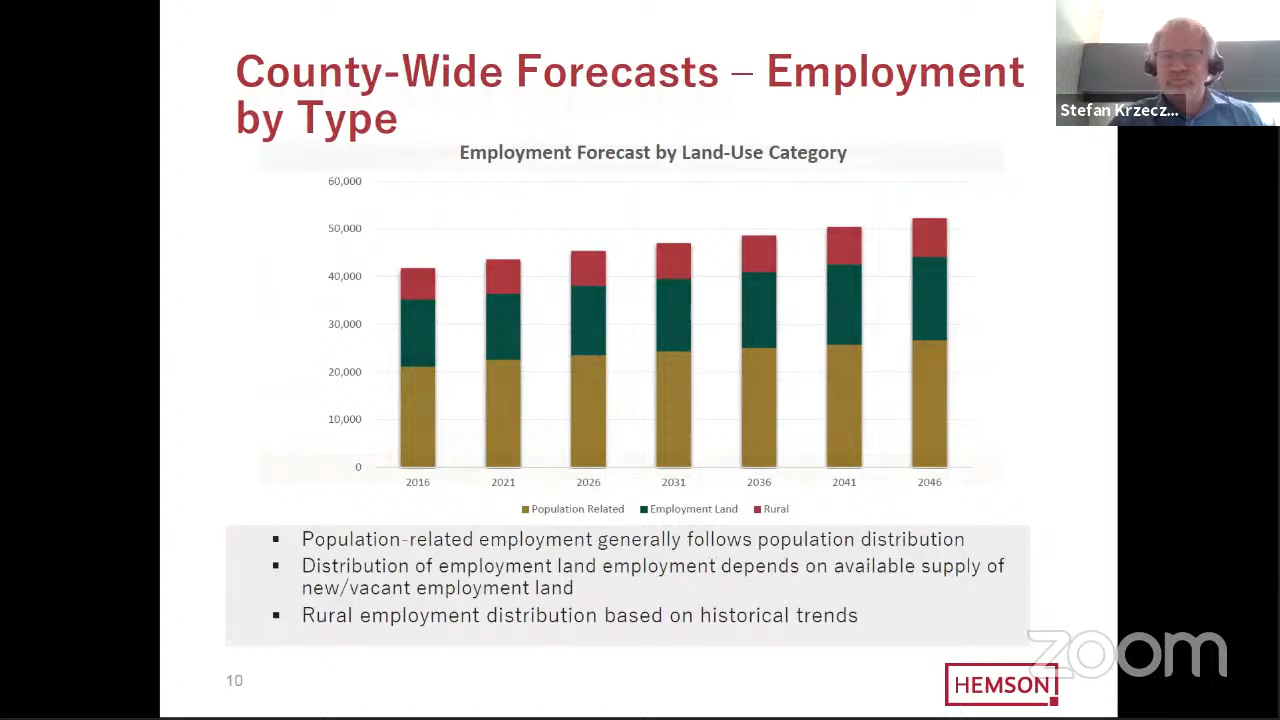 County-Wide Forecasts – Employment
by Type
Stefan Krzecz...
Employment Forecast by Land-Use Category
60,000
50,000
40,000
30,000
20,000
10,000
0
2016 2021 2026 2031 2036 2041 2046
Population Related Employment Land Rural
▪ Population-related employment generally follows population distribution
▪ Distribution of employment land employment depends on available supply of
new/vacant employment land
▪ Rural employment distribution based on historical trends
zoom
10
HEMSON